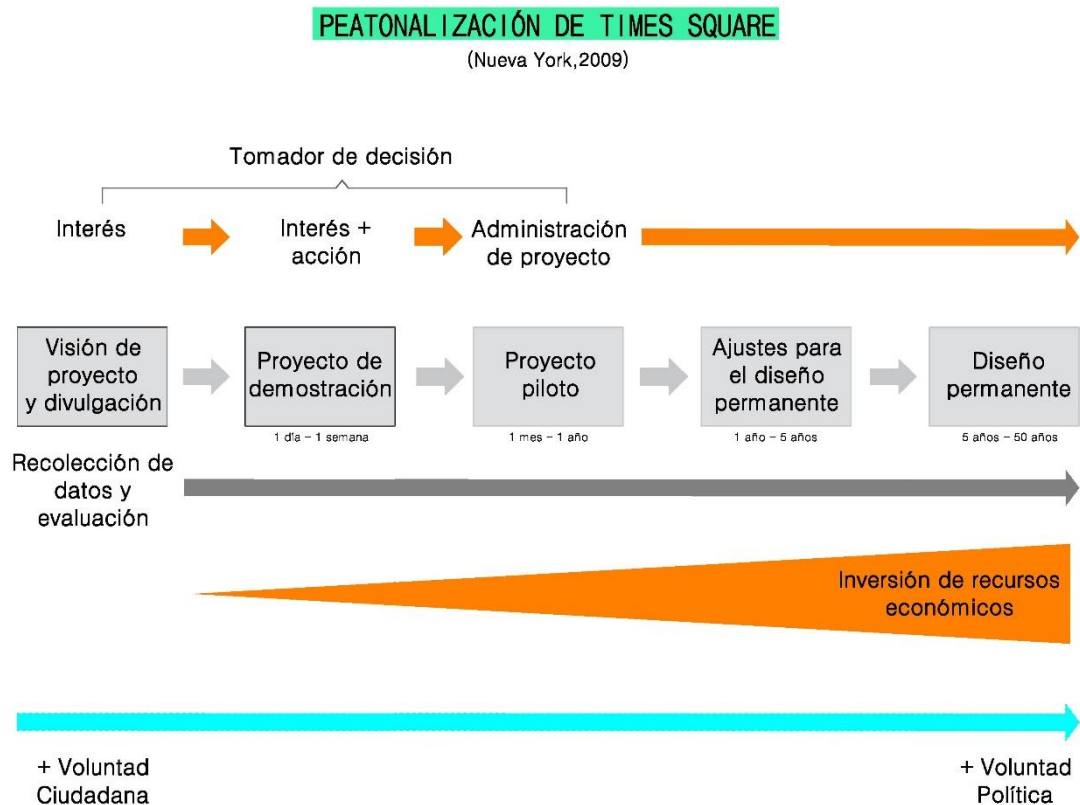 PEATONALIZACIÓN DE TIMES SQUARE
(Nueva York,2009)
Tomador de decisión
Interés
Interés +
acción
Administración
de proyecto
Visión de
proyecto
y divulgación
Proyecto de
demostración
1 día – 1 semana
Proyecto
piloto
1 mes – 1 año
Ajustes para
el diseño
permanente
1 año – 5 años
Diseño
permanente
5 años – 50 años
Recolección de
datos y
evaluación
Inversión de recursos
económicos
+ Voluntad
Ciudadana
+ Voluntad
Política